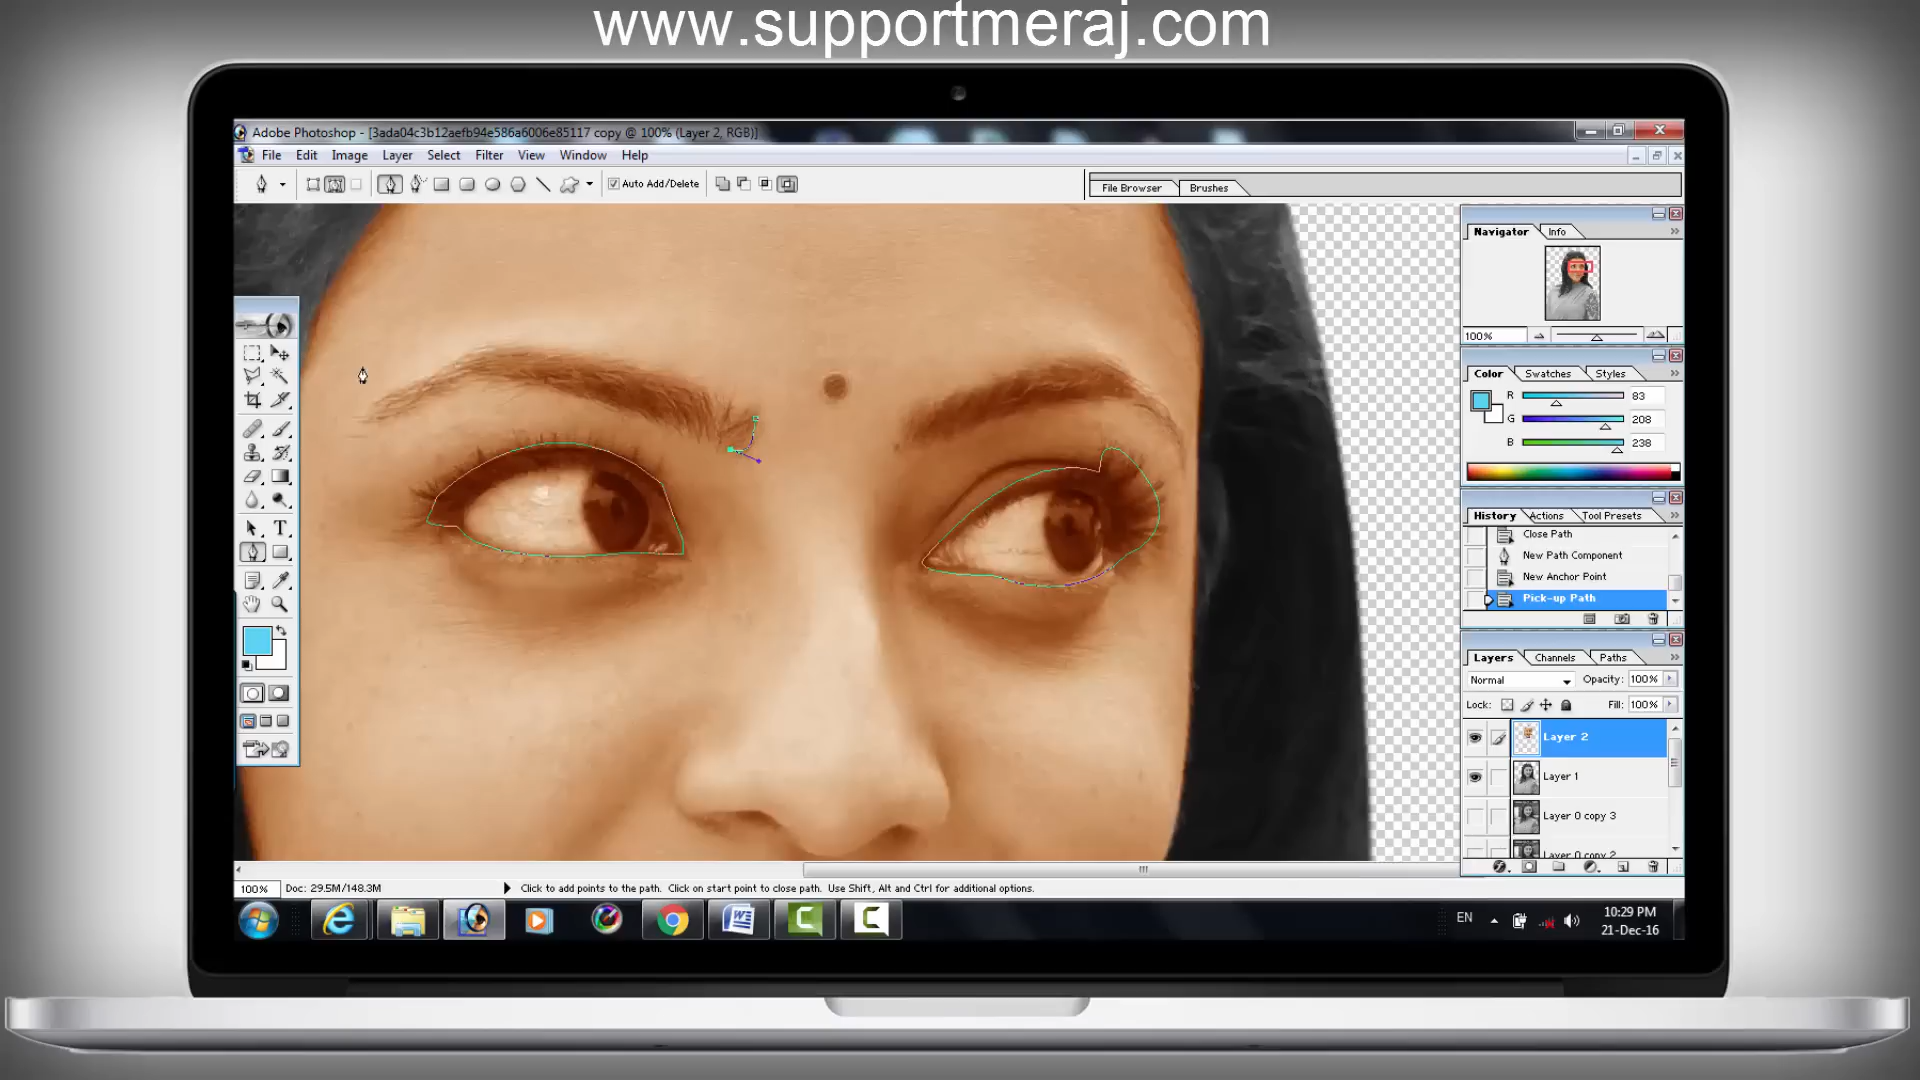 www.supportmeraj.com
Adobe Photoshop - [3ada04c3b12aefb94e586a6006e85117 copy @ 100% (Layer 2, RGB)]
File Edit Image Layer Select Filter View Window Help
Auto Add/Delete
File Browser Brushes
Navigator Info
100%
Color Swatches Styles
R 83
G 208
B 238
History Actions Tool Presets
Close Path
New Path Component
New Anchor Point
Pick-up Path
Layers Channels Paths
Normal Opacity: 100%
Lock: Fill: 100%
Layer 2
Layer 1
Layer 0 copy 3
Layer 0 copy 2
100% Doc: 29.5M/148.3M Click to add points to the path. Click on start point to close path. Use Shift, Alt and Ctrl for additional options.
EN 10:29 PM
21-Dec-16